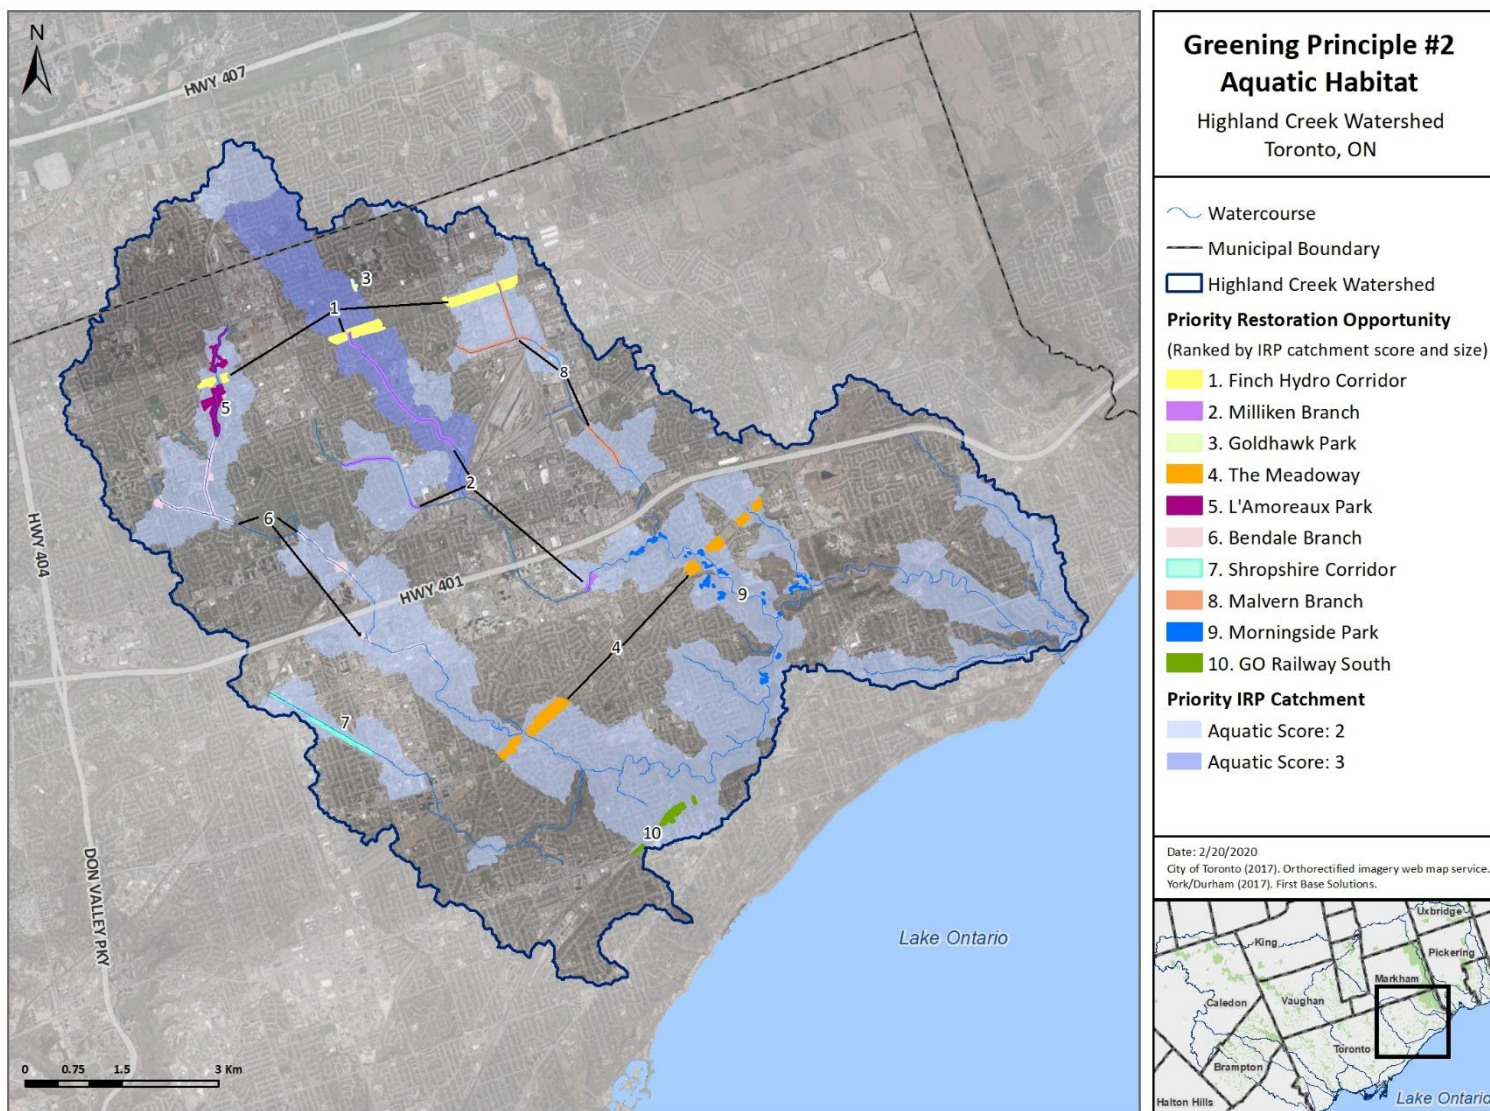 N
HWY 407
3
1
8
5
2
6
HWY 404
HWY 401
9
4
7
10
DON VALLEY PKY
Lake Ontario
0 0.75 1.5 3 Km
Greening Principle #2
Aquatic Habitat
Highland Creek Watershed
Toronto, ON
Watercourse
Municipal Boundary
Highland Creek Watershed
Priority Restoration Opportunity
(Ranked by IRP catchment score and size)
1. Finch Hydro Corridor
2. Milliken Branch
3. Goldhawk Park
4. The Meadoway
5. L'Amoreaux Park
6. Bendale Branch
7. Shropshire Corridor
8. Malvern Branch
9. Morningside Park
10. GO Railway South
Priority IRP Catchment
Aquatic Score: 2
Aquatic Score: 3
Date: 2/20/2020
City of Toronto (2017). Orthorectified imagery web map service.
York/Durham (2017). First Base Solutions.
Uxbridge
King
Pickering
Markham
Caledon
Vaughan
Toronto
Brampton
Halton Hills
Lake Ontario